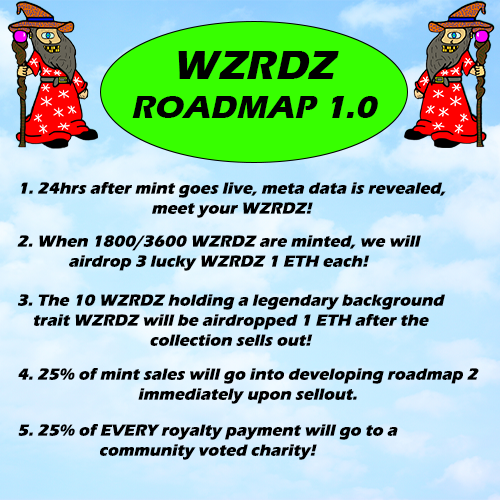 WZRDZ
ROADMAP 1.0
1. 24hrs after mint goes live, meta data is revealed,
meet your WZRDZ!
2. When 1800/3600 WZRDZ are minted, we will
airdrop 3 lucky WZRDZ 1 ETH each!
3. The 10 WZRDZ holding a legendary background
trait WZRDZ will be airdropped 1 ETH after the
collection sells out!
4. 25% of mint sales will go into developing roadmap 2
immediately upon sellout.
5. 25% of EVERY royalty payment will go to a
community voted charity!